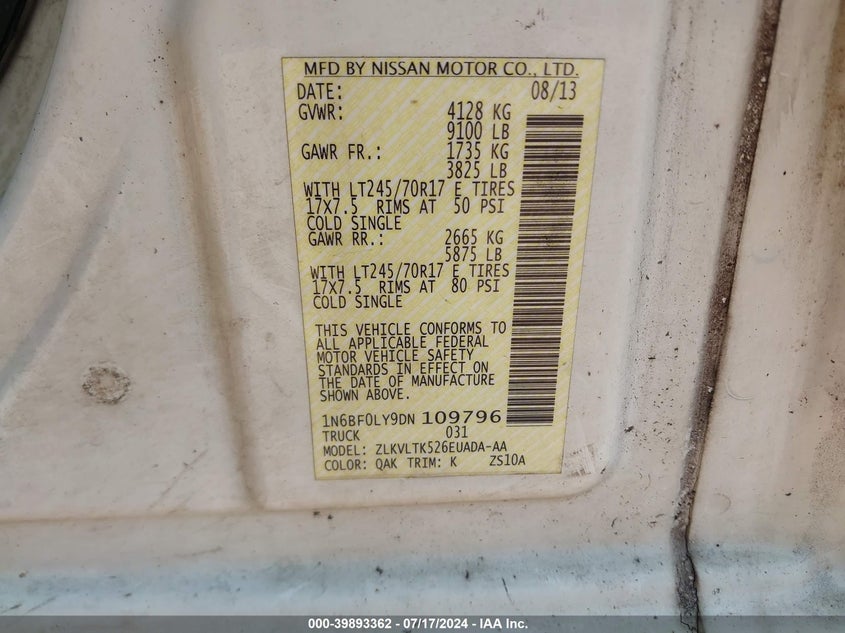 MFD BY NISSAN MOTOR CO., LTD.
DATE: 08/13
GVWR: 4128 KG
9100 LB
GAWR FR.: 1735 KG
3825 LB
WITH LT245/70R17 E TIRES
17X7.5 RIMS AT 50 PSI
COLD SINGLE
GAWR RR.: 2665 KG
5875 LB
WITH LT245/70R17 E TIRES
17X7.5 RIMS AT 80 PSI
COLD SINGLE
THIS VEHICLE CONFORMS TO
ALL APPLICABLE FEDERAL
MOTOR VEHICLE SAFETY
STANDARDS IN EFFECT ON
THE DATE OF MANUFACTURE
SHOWN ABOVE.
1N6BF0LY9DN 109796
TRUCK 031
MODEL: ZLKVLTK526EUADA-AA
COLOR: QAK TRIM: K ZS10A
000-39893362 - 07/17/2024 - IAA Inc.